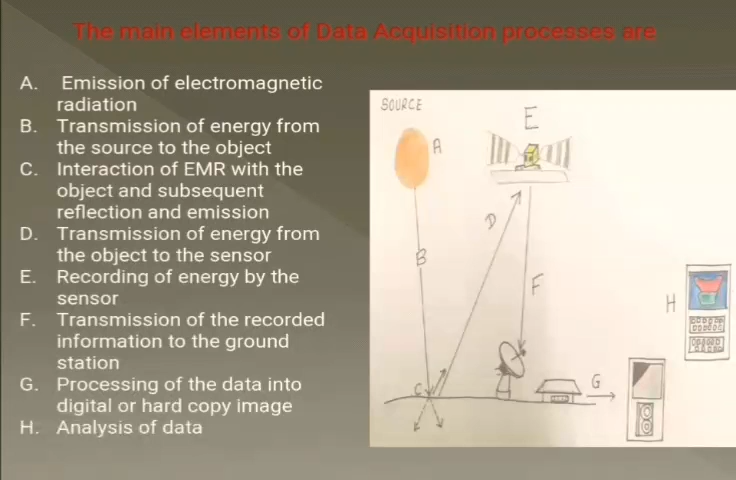 The main elements of Data Acquisition processes are
A. Emission of electromagnetic
radiation
B. Transmission of energy from
the source to the object
C. Interaction of EMR with the
object and subsequent
reflection and emission
D. Transmission of energy from
the object to the sensor
E. Recording of energy by the
sensor
F. Transmission of the recorded
information to the ground
station
G. Processing of the data into
digital or hard copy image
H. Analysis of data
SOURCE
A
E
D
B
F
H
G
C